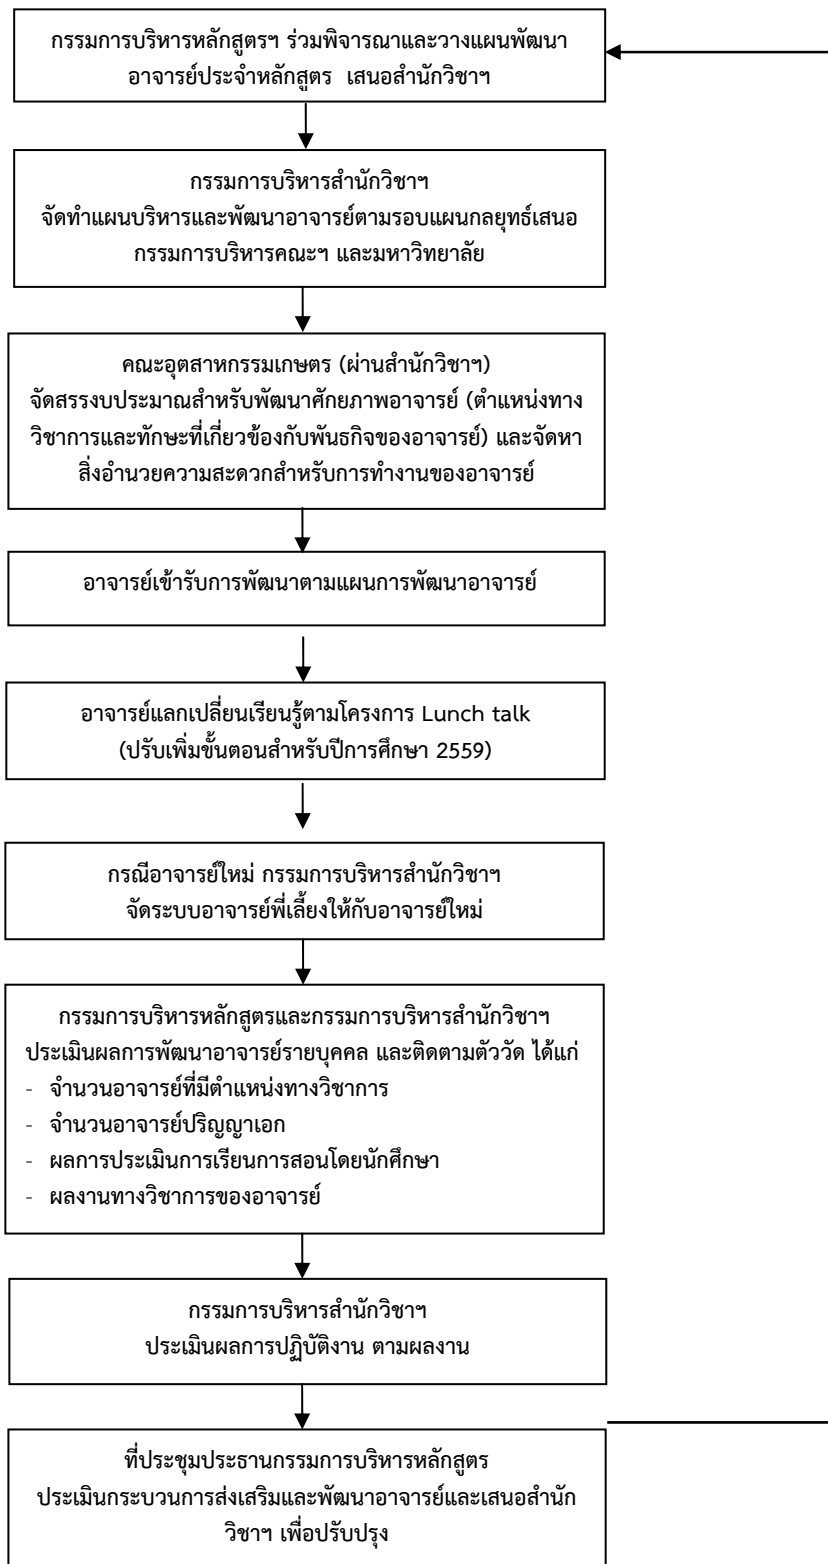 กรรมการบริหารหลักสูตรฯ ร่วมพิจารณาและวางแผนพัฒนา
อาจารย์ประจำหลักสูตร เสนอสำนักวิชาฯ
กรรมการบริหารสำนักวิชาฯ
จัดทำแผนบริหารและพัฒนาอาจารย์ตามรอบแผนกลยุทธ์เสนอ
กรรมการบริหารคณะฯ และมหาวิทยาลัย
คณะอุตสาหกรรมเกษตร (ผ่านสำนักวิชาฯ)
จัดสรรงบประมาณสำหรับพัฒนาศักยภาพอาจารย์ (ตำแหน่งทาง
วิชาการและทักษะที่เกี่ยวข้องกับพันธกิจของอาจารย์) และจัดหา
สิ่งอำนวยความสะดวกสำหรับการทำงานของอาจารย์
อาจารย์เข้ารับการพัฒนาตามแผนการพัฒนาอาจารย์
อาจารย์แลกเปลี่ยนเรียนรู้ตามโครงการ Lunch talk
(ปรับเพิ่มขั้นตอนสำหรับปีการศึกษา 2559)
กรณีอาจารย์ใหม่ กรรมการบริหารสำนักวิชาฯ
จัดระบบอาจารย์พี่เลี้ยงให้กับอาจารย์ใหม่
กรรมการบริหารหลักสูตรและกรรมการบริหารสำนักวิชาฯ
ประเมินผลการพัฒนาอาจารย์รายบุคคล และติดตามตัววัด ได้แก่
- จำนวนอาจารย์ที่มีตำแหน่งทางวิชาการ
- จำนวนอาจารย์ปริญญาเอก
- ผลการประเมินการเรียนการสอนโดยนักศึกษา
- ผลงานทางวิชาการของอาจารย์
กรรมการบริหารสำนักวิชาฯ
ประเมินผลการปฏิบัติงาน ตามผลงาน
ที่ประชุมประธานกรรมการบริหารหลักสูตร
ประเมินกระบวนการส่งเสริมและพัฒนาอาจารย์และเสนอสำนัก
วิชาฯ เพื่อปรับปรุง